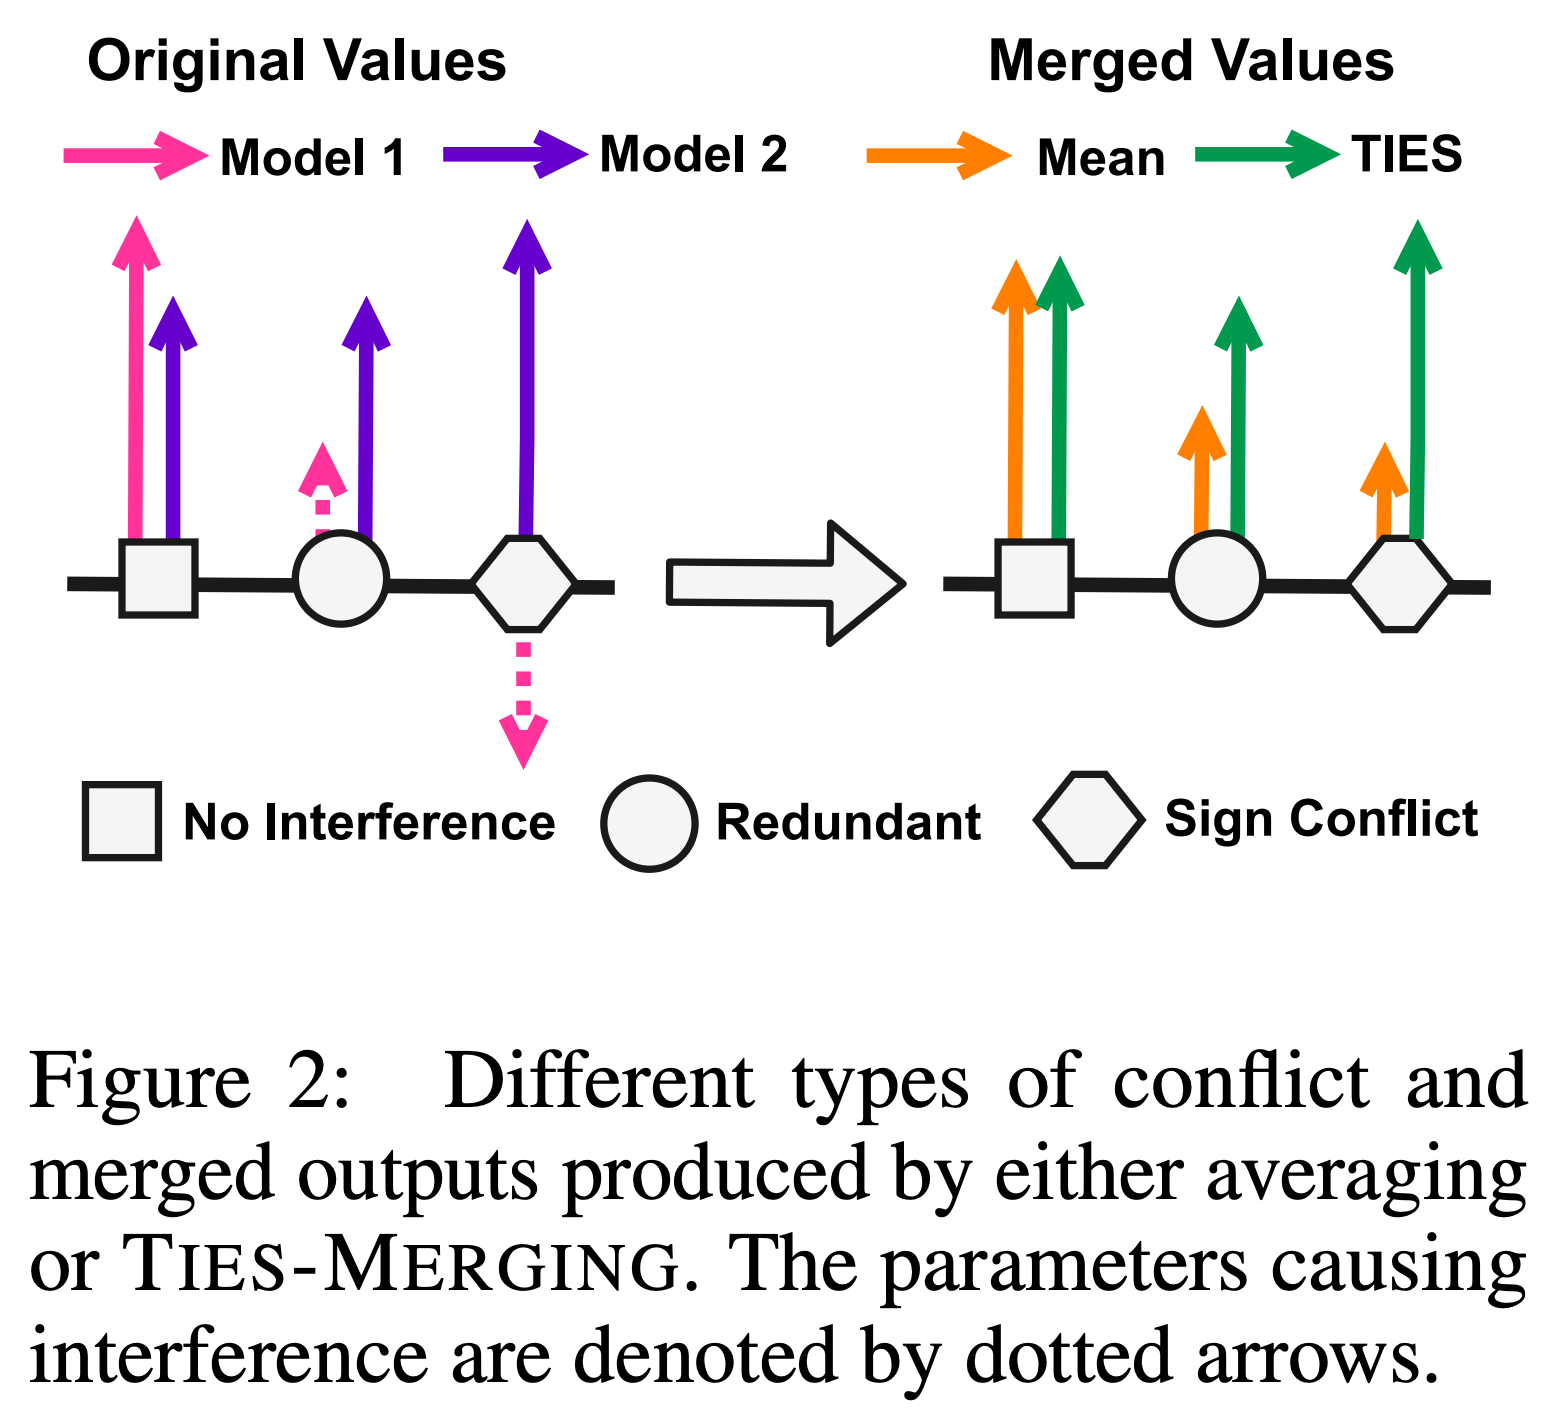 Original Values
Merged Values
Model 1
Model 2
Mean
TIES
No Interference
Redundant
Sign Conflict
Figure 2: Different types of conflict and
merged outputs produced by either averaging
or TIES-MERGING. The parameters causing
interference are denoted by dotted arrows.